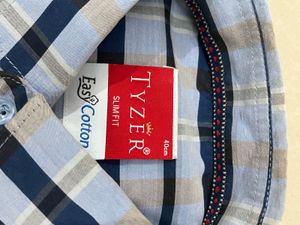 TYZER®
SLIM FIT
40cm
Easy Cotton